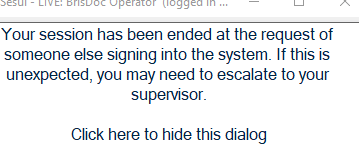 Sesui - LIVE: BrisDoc Operator (logged in ...
Your session has been ended at the request of
someone else signing into the system. If this is
unexpected, you may need to escalate to your
supervisor.
Click here to hide this dialog